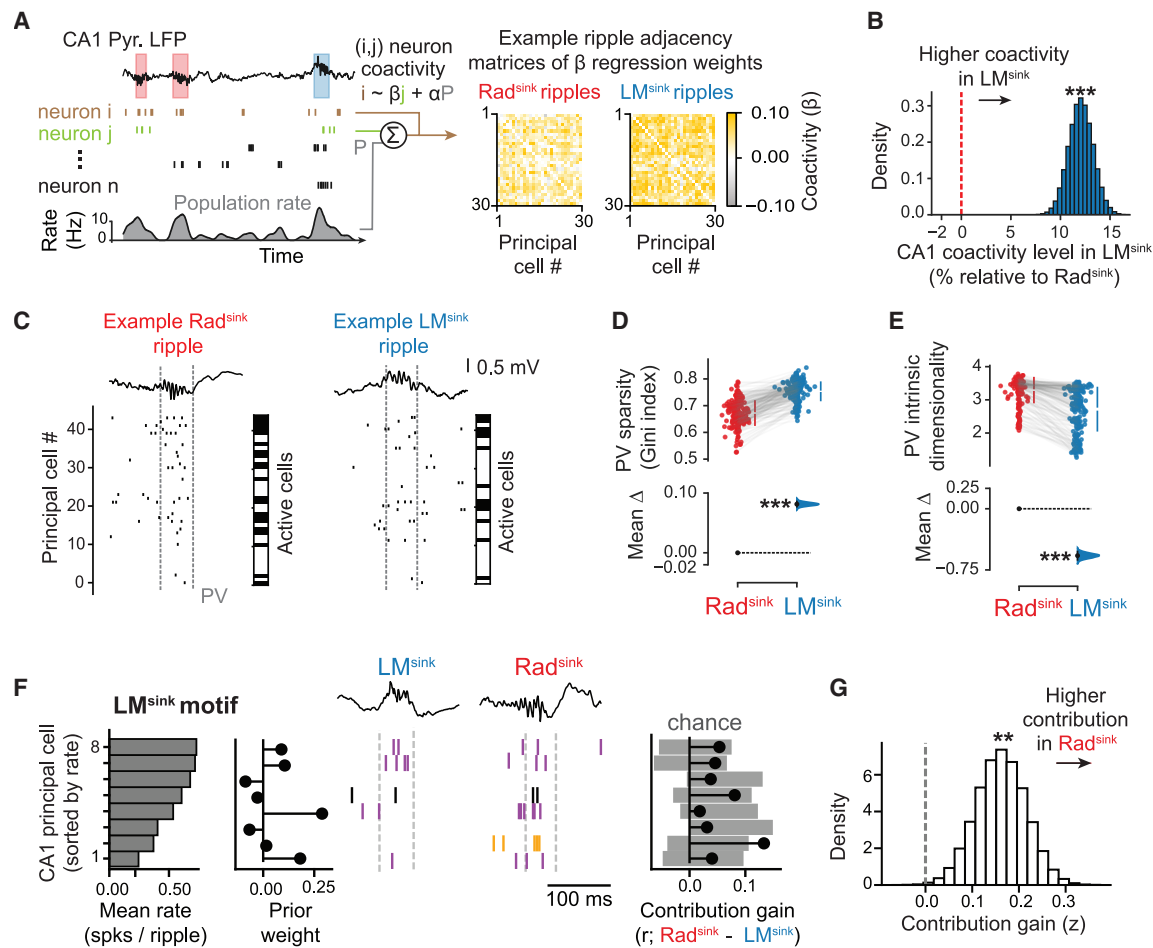 A
CA1 Pyr. LFP
(i,j) neuron
coactivity
i ~ βj + αP
neuron i
neuron j
P
Σ
neuron n
Population rate
Rate
(Hz)
10
0
Time
Example ripple adjacency
matrices of β regression weights
Radsink ripples
LMsink ripples
1
30
1
30
Principal
cell #
1
30
1
30
Principal
cell #
0.10
0.00
−0.10
Coactivity (β)
B
Higher coactivity
in LMsink
***
Density
0.3
0.2
0.1
0.0
−2 0 5 10 15
CA1 coactivity level in LMsink
(% relative to Radsink)
C
Example Radsink
ripple
Example LMsink
ripple
0.5 mV
Principal cell #
40
30
20
10
0
PV
Active cells
Active cells
D
PV sparsity
(Gini index)
0.8
0.7
0.6
0.5
Mean Δ
0.10
0.00
−0.02
***
Radsink LMsink
E
PV intrinsic
dimensionality
4
3
2
Mean Δ
0.25
0.00
−0.75
***
Radsink LMsink
F
LMsink motif
CA1 principal cell
(sorted by rate)
8
1
0.00 0.50
Mean rate
(spks / ripple)
0.00 0.25
Prior
weight
LMsink
Radsink
100 ms
chance
0.0 0.1
Contribution gain
(r; Radsink - LMsink)
G
Higher
contribution
in Radsink
**
Density
6
4
2
0
0.0 0.1 0.2 0.3
Contribution gain (z)